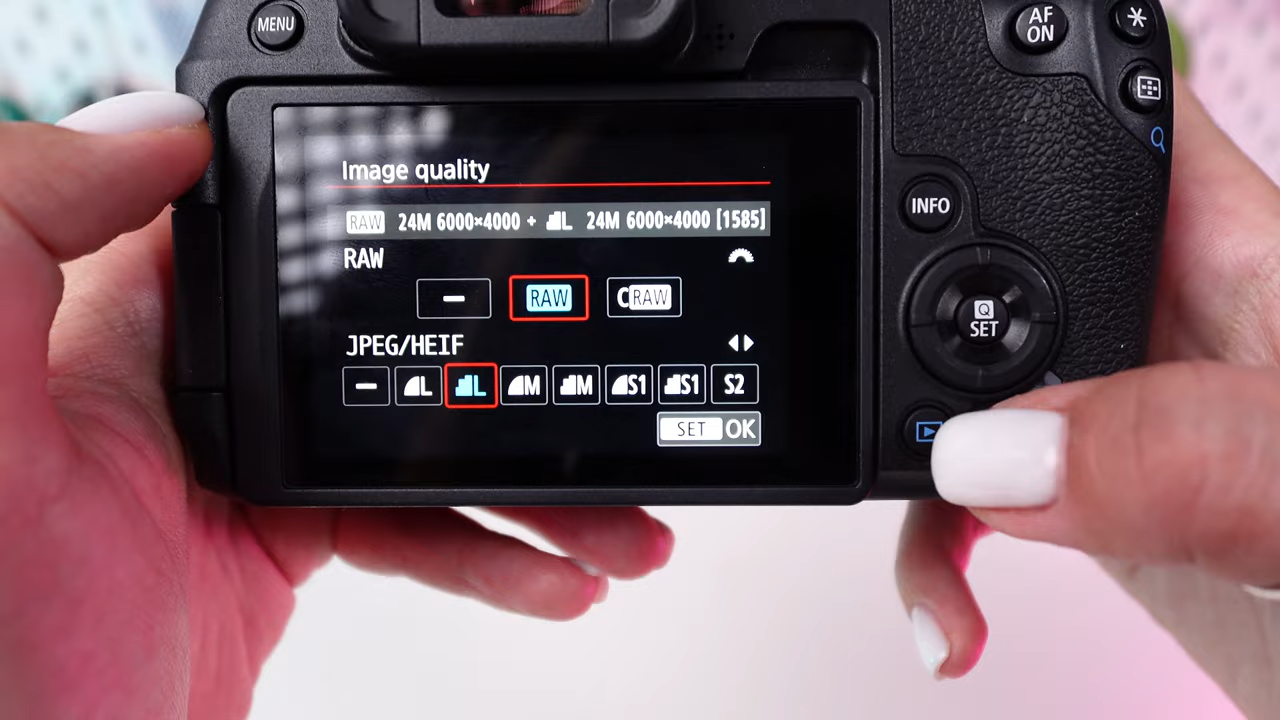 MENU
AF
ON
INFO
Q
SET
Image quality
RAW 24M 6000×4000 + L 24M 6000×4000 [1585]
RAW
– RAW CRAW
JPEG/HEIF
– L L M M S1 S1 S2
SET OK